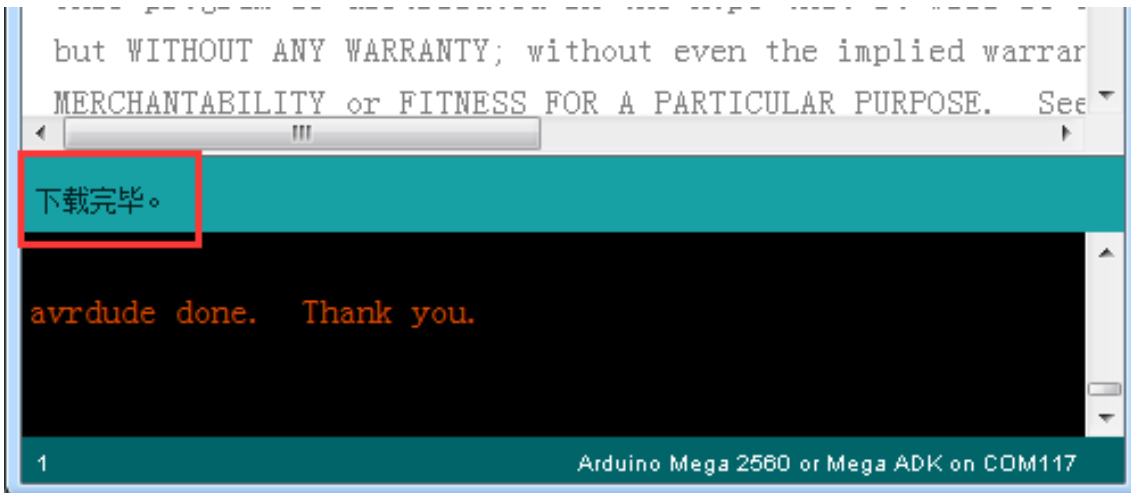 but WITHOUT ANY WARRANTY; without even the implied
MERCHANTABILITY or FITNESS FOR A PARTICULAR PURPOSE. See
下载完毕。
avrdude done. Thank you.
1 Arduino Mega 2560 or Mega ADK on COM117